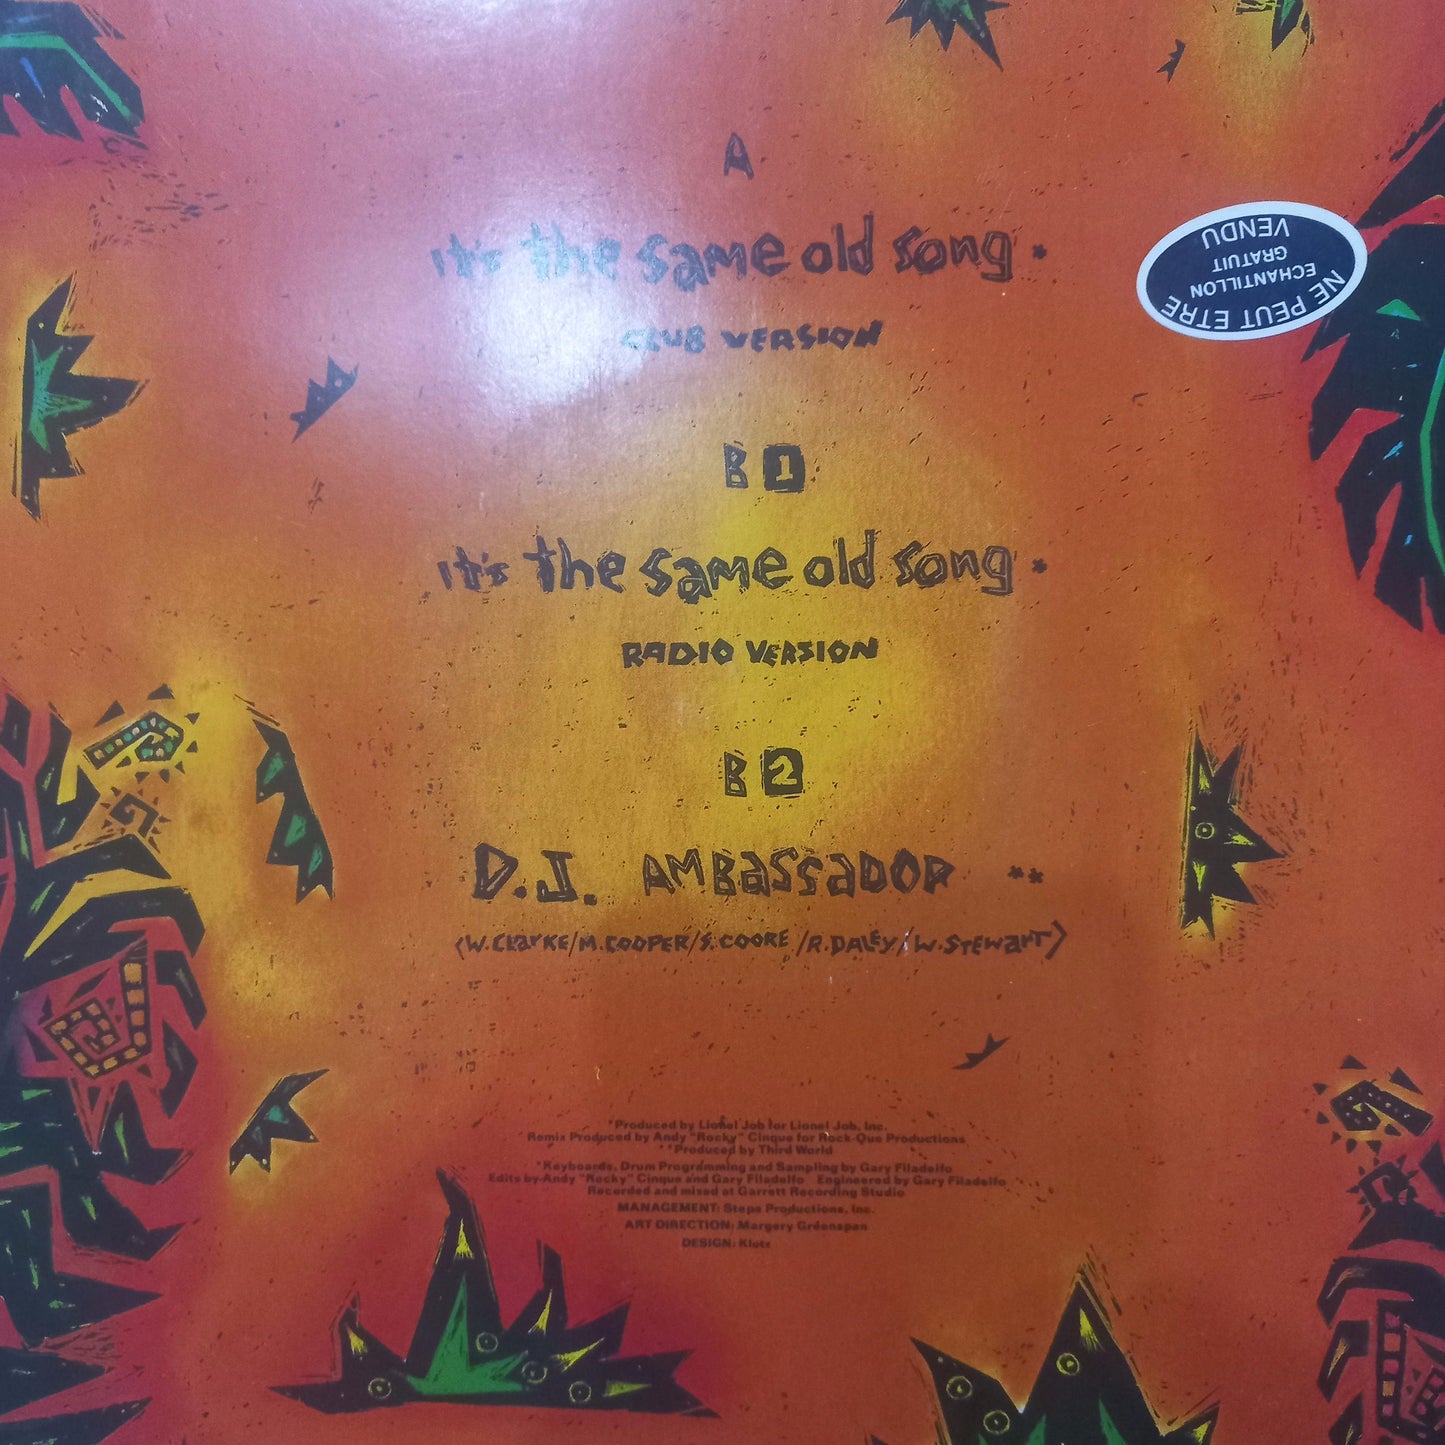 A
it's the same old song *
CLUB VERSION
NE PEUT ETRE
ECHANTILLON
GRATUIT
VENDU
B 1
it's the same old song *
RADIO VERSION
B 2
D.J. AMBASSADOR **
(W. CLARKE/M. COOPER/S. COORE/R. DALEY/W. STEWART)
*Produced by Lionel Job for Lionel Job, Inc.
Remix Produced by Andy "Rocky" Cinque for Rock-Que Productions
**Produced by Third World
*Keyboards, Drum Programming and Sampling by Gary Filadelfo
Edits by Andy "Rocky" Cinque and Gary Filadelfo Engineered by Gary Filadelfo
Recorded and mixed at Garrett Recording Studio
MANAGEMENT: Steps Productions, Inc.
ART DIRECTION: Margery Greenspan
DESIGN: Klotz